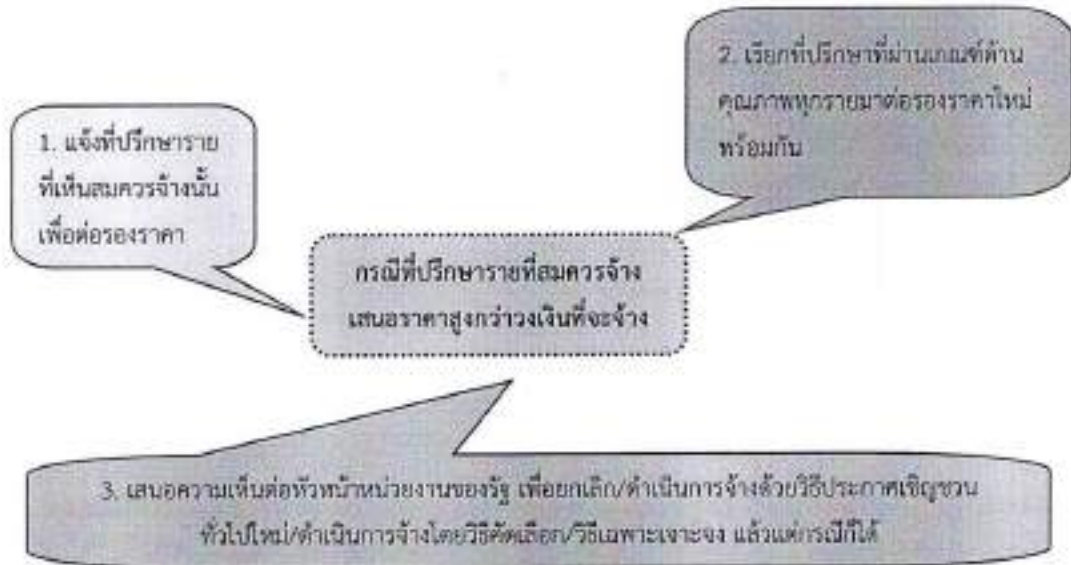 1. แจ้งที่ปรึกษาราย
ที่เห็นสมควรจ้างนั้น
เพื่อต่อรองราคา
2. เรียกที่ปรึกษาที่ผ่านเกณฑ์ด้าน
คุณภาพทุกรายมาต่อรองราคาใหม่
พร้อมกัน
กรณีที่ปรึกษารายที่สมควรจ้าง
เสนอราคาสูงกว่าวงเงินที่จะจ้าง
3. เสนอความเห็นต่อหัวหน้าหน่วยงานของรัฐ เพื่อยกเลิก/ดำเนินการจ้างด้วยวิธีประกาศเชิญชวน
ทั่วไปใหม่/ดำเนินการจ้างโดยวิธีคัดเลือก/วิธีเฉพาะเจาะจง แล้วแต่กรณีก็ได้